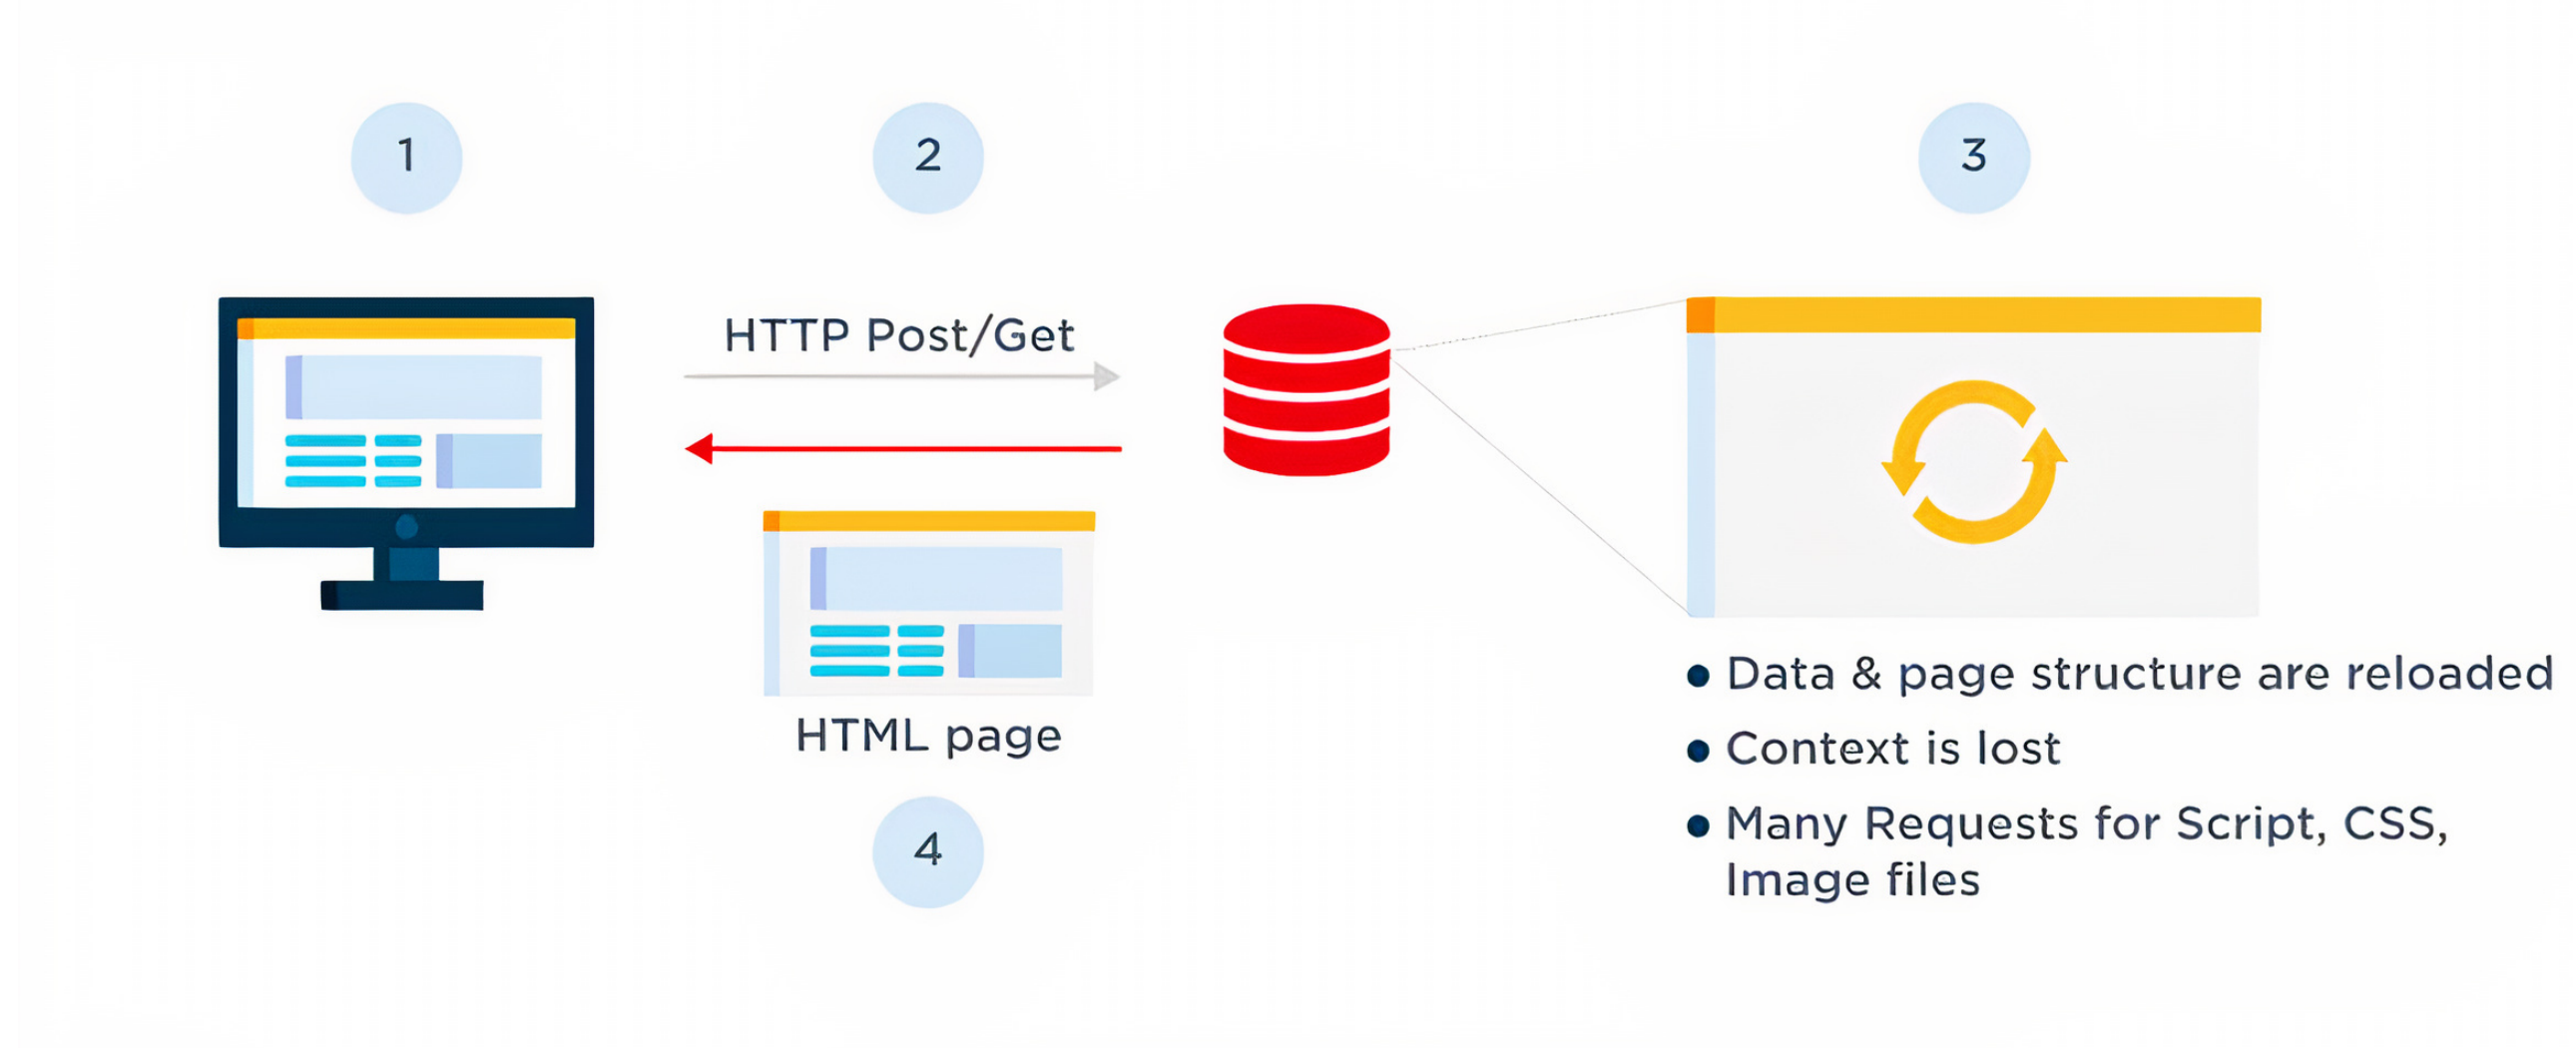 1
2
3
HTTP Post/Get
HTML page
4
• Data & page structure are reloaded
• Context is lost
• Many Requests for Script, CSS,
Image files